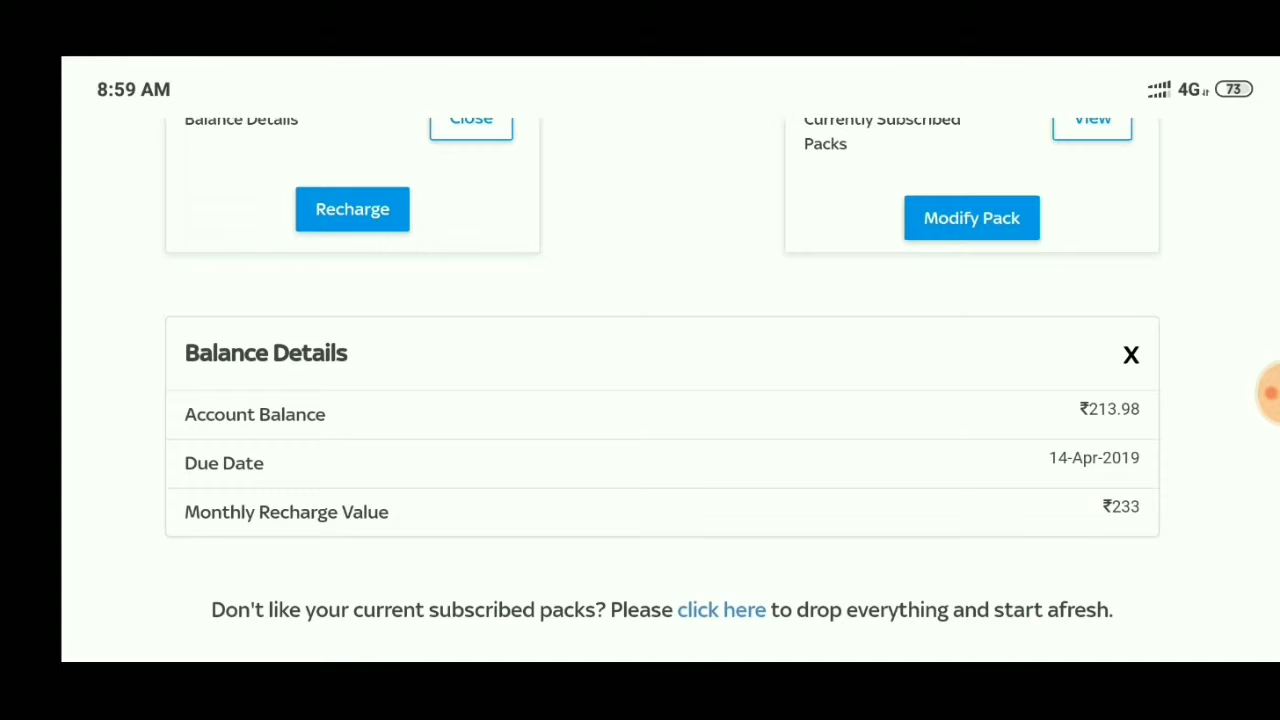 8:59 AM
4G 73
Balance Details
Close
Currently Subscribed
Packs
View
Recharge
Modify Pack
Balance Details
X
Account Balance
₹213.98
Due Date
14-Apr-2019
Monthly Recharge Value
₹233
Don't like your current subscribed packs? Please click here to drop everything and start afresh.